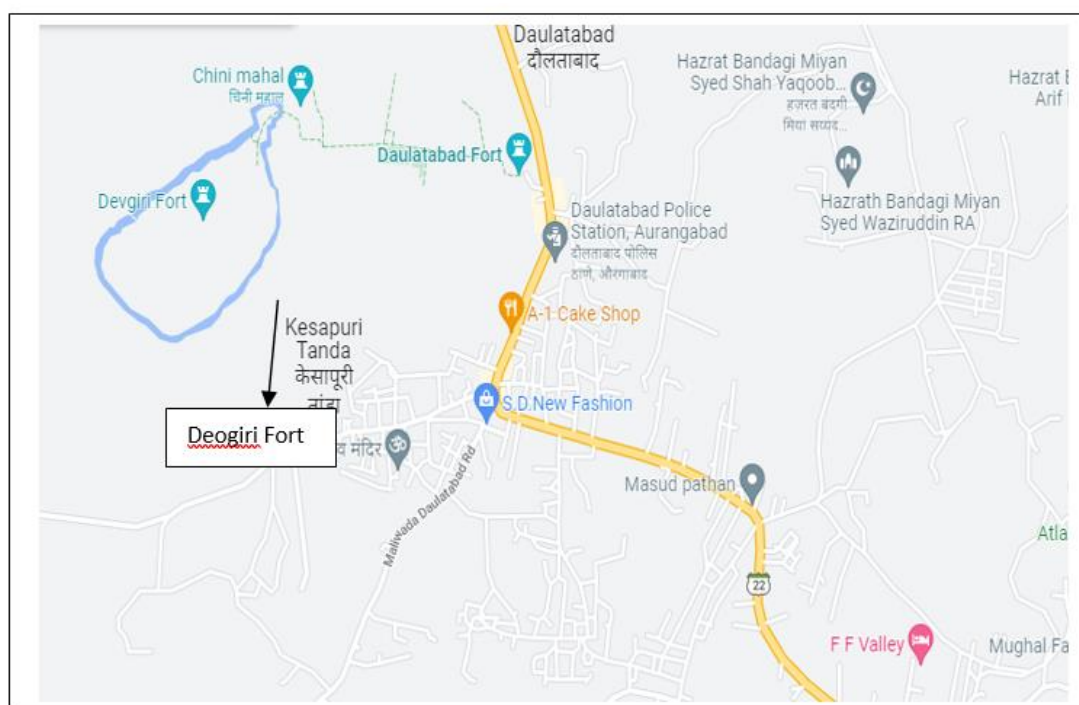 Daulatabad
दौलताबाद
Chini mahal
चिनी महाल
Hazrat Bandagi Miyan
Syed Shah Yaqoob...
हज़रत बंदगी
मियां सय्यद...
Hazrat
Arif
Daulatabad Fort
Devgiri Fort
Hazrath Bandagi Miyan
Syed Waziruddin RA
Daulatabad Police
Station, Aurangabad
दौलताबाद पोलिस
ठाणे, औरंगाबाद
A-1 Cake Shop
Kesapuri
Tanda
केसापूरी
तांडा
S.D.New Fashion
Deogiri Fort
व मंदिर
Maliwada Daulatabad Rd
Masud pathan
Atla
22
F F Valley
Mughal Fa